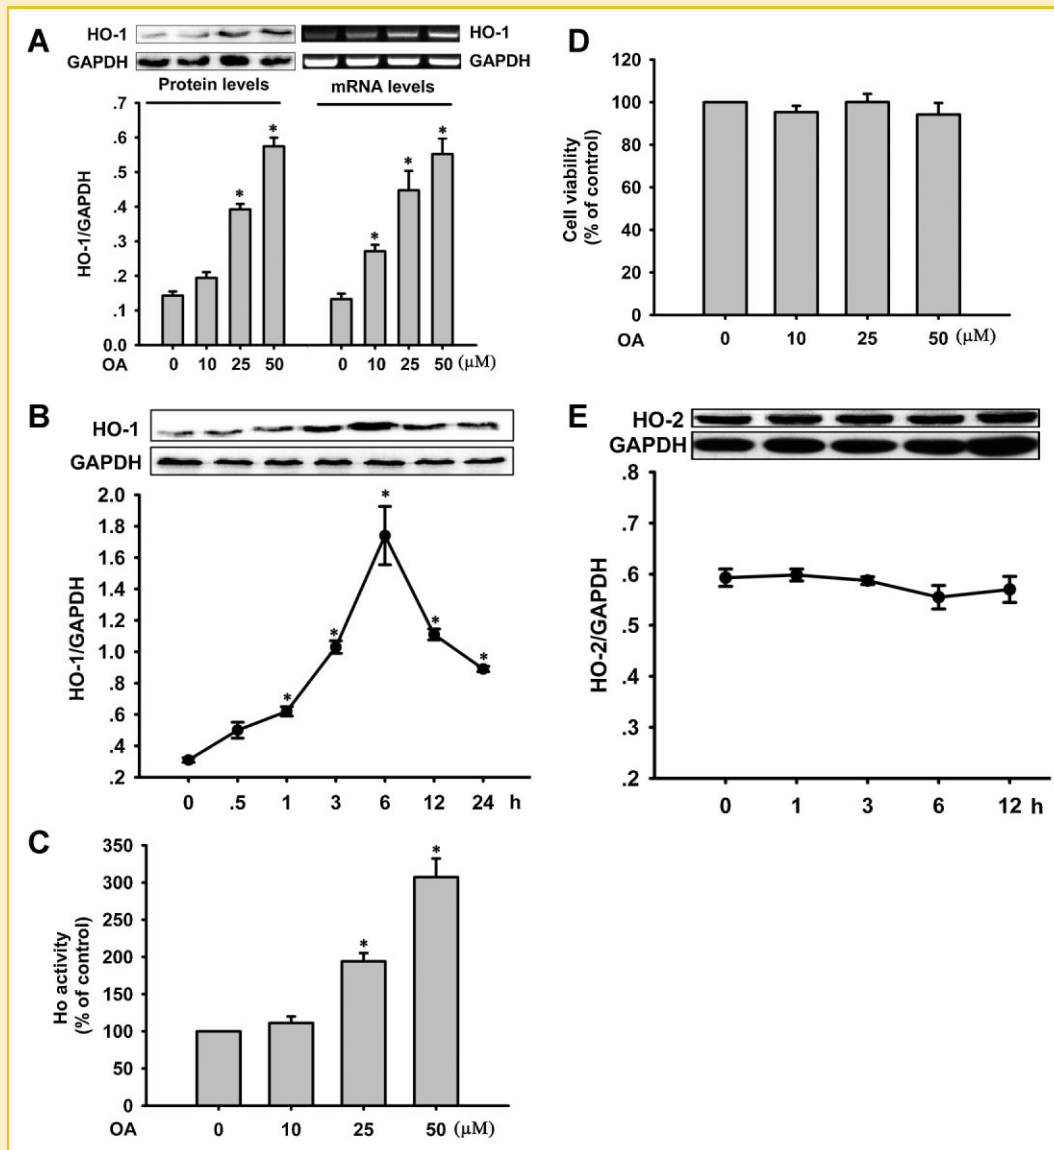 A
HO-1
HO-1
GAPDH
GAPDH
Protein levels
mRNA levels
HO-1/GAPDH
.7
.6
.5
.4
.3
.2
.1
0.0
* * * * *
OA 0 10 25 50 0 10 25 50 (μM)
D
Cell viability
(% of control)
120
100
80
60
40
20
0
OA 0 10 25 50 (μM)
B
HO-1
GAPDH
HO-1/GAPDH
2.0
1.8
1.6
1.4
1.2
1.0
.8
.6
.4
.2
* * * * *
0 .5 1 3 6 12 24 h
E
HO-2
GAPDH
HO-2/GAPDH
.8
.7
.6
.5
.4
.3
.2
0 1 3 6 12 h
C
Ho activity
(% of control)
350
300
250
200
150
100
50
0
* *
OA 0 10 25 50 (μM)